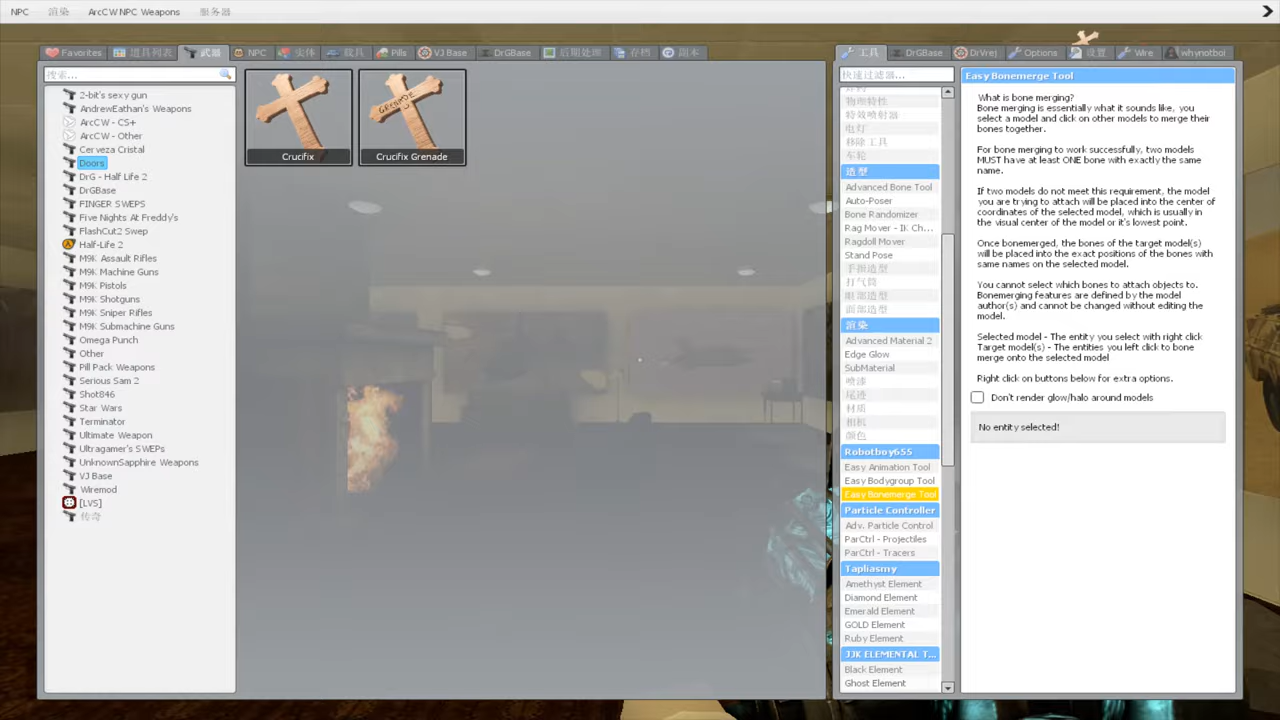 NPC 渲染 ArcCW NPC Weapons 服务器
Favorites 道具列表 武器 NPC 实体 载具 Pills VJ Base DrGBase 后期处理 存档 副本
搜索...
2-bit's sexy gun
AndrewEathan's Weapons
ArcCW - CS+
ArcCW - Other
Cerveza Cristal
Doors
DrG - Half Life 2
DrGBase
FINGER SWEPS
Five Nights At Freddy's
FlashCut2 Swep
Half-Life 2
M9K Assault Rifles
M9K Machine Guns
M9K Pistols
M9K Shotguns
M9K Sniper Rifles
M9K Submachine Guns
Omega Punch
Other
Pill Pack Weapons
Serious Sam 2
Shot846
Star Wars
Terminator
Ultimate Weapon
Ultragamer's SWEPs
UnknownSapphire Weapons
VJ Base
Wiremod
[LVS]
传奇
GRENADE
Crucifix
Crucifix Grenade
工具 DrGBase DrVrej Options 设置 Wire whynotboi
快速过滤器...
物理特性
特效喷射器
电灯
移除工具
车轮
造型
Advanced Bone Tool
Auto-Poser
Bone Randomizer
Rag Mover - IK Ch...
Ragdoll Mover
Stand Pose
手指造型
打气筒
眼部造型
面部造型
渲染
Advanced Material 2
Edge Glow
SubMaterial
喷漆
尾迹
材质
相机
颜色
Robotboy655
Easy Animation Tool
Easy Bodygroup Tool
Easy Bonemerge Tool
Particle Controller
Adv. Particle Control
ParCtrl - Projectiles
ParCtrl - Tracers
Tapliasmy
Amethyst Element
Diamond Element
Emerald Element
GOLD Element
Ruby Element
JJK ELEMENTAL T...
Black Element
Ghost Element
Easy Bonemerge Tool
What is bone merging?
Bone merging is essentially what it sounds like, you
select a model and click on other models to merge their
bones together.
For bone merging to work successfully, two models
MUST have at least ONE bone with exactly the same
name.
If two models do not meet this requirement, the model
you are trying to attach will be placed into the center of
coordinates of the selected model, which is usually in
the visual center of the model or it's lowest point.
Once bonemerged, the bones of the target model(s)
will be placed into the exact positions of the bones with
same names on the selected model.
You cannot select which bones to attach objects to.
Bonemerging features are defined by the model
author(s) and cannot be changed without editing the
model.
Selected model - The entity you select with right click
Target model(s) - The entities you left click to bone
merge onto the selected model
Right click on buttons below for extra options.
Don't render glow/halo around models
No entity selected!